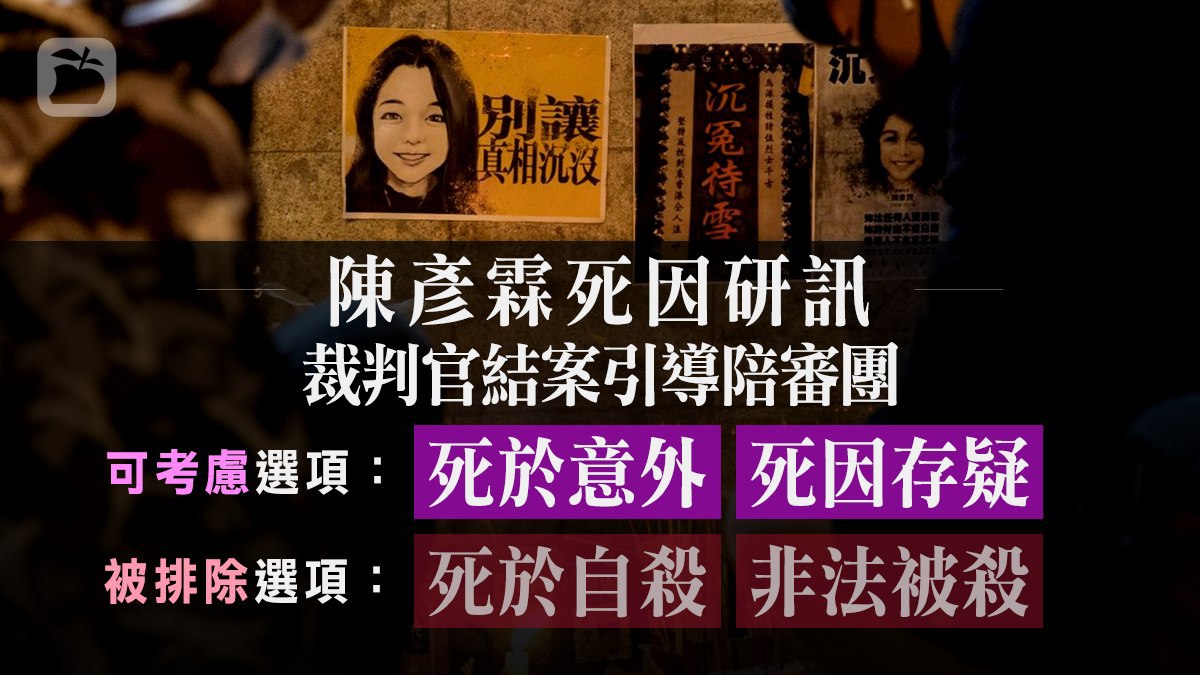 別讓
真相沉沒
沉冤待雪
陳彥霖死因研訊
裁判官結案引導陪審團
可考慮選項：死於意外 死因存疑
被排除選項：死於自殺 非法被殺